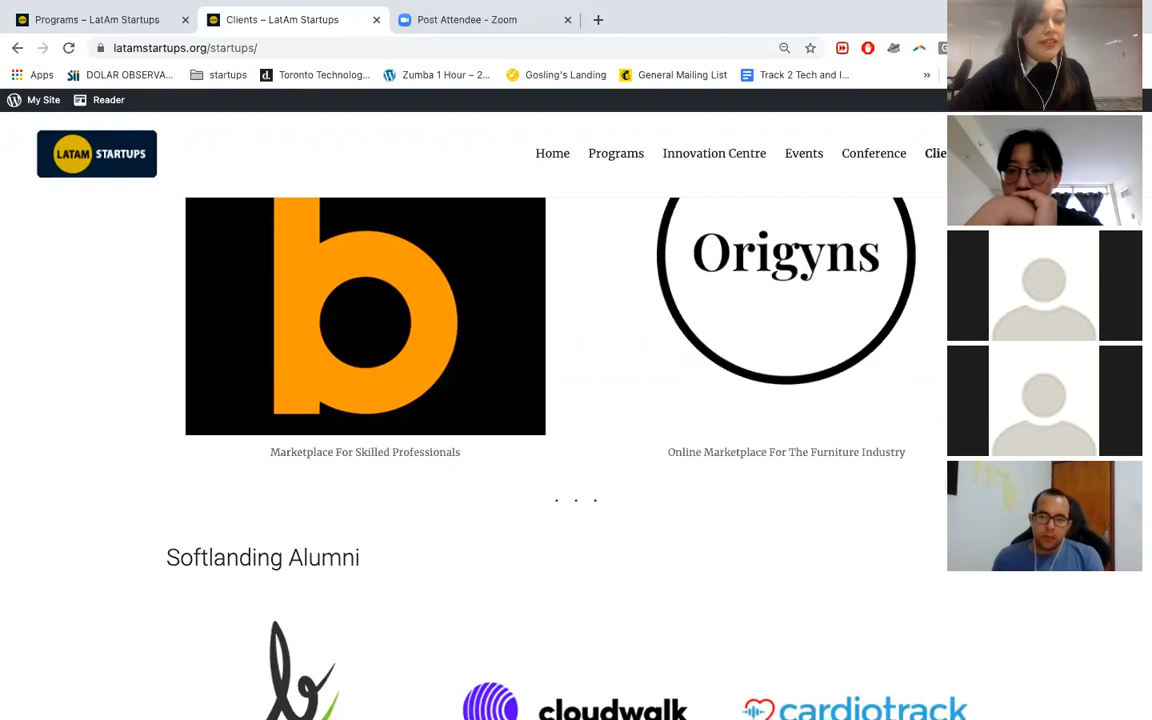 Programs – LatAm Startups
Clients – LatAm Startups
Post Attendee - Zoom
latamstartups.org/startups/
Apps
DOLAR OBSERVA...
startups
Toronto Technolog...
Zumba 1 Hour – 2...
Gosling's Landing
General Mailing List
Track 2 Tech and I...
My Site
Reader
LATAM STARTUPS
Home
Programs
Innovation Centre
Events
Conference
Clie
b
Origyns
Marketplace For Skilled Professionals
Online Marketplace For The Furniture Industry
Softlanding Alumni
cloudwalk
cardiotrack